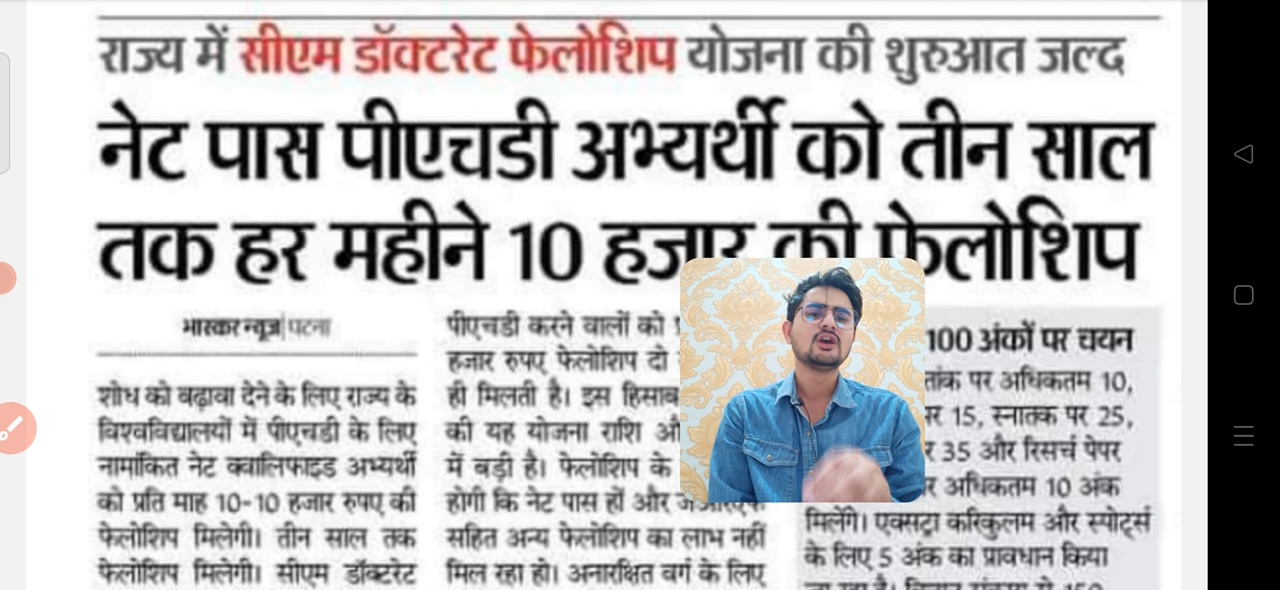 राज्य में सीएम डॉक्टरेट फेलोशिप योजना की शुरुआत जल्द
नेट पास पीएचडी अभ्यर्थी को तीन साल
तक हर महीने 10 हजार की फेलोशिप
भास्कर न्यूज | पटना
शोध को बढ़ावा देने के लिए राज्य के
विश्वविद्यालयों में पीएचडी के लिए
नामांकित नेट क्वालिफाइड अभ्यर्थी
को प्रति माह 10-10 हजार रुपए की
फेलोशिप मिलेगी। तीन साल तक
फेलोशिप मिलेगी। सीएम डॉक्टरेट
पीएचडी करने वालों को
हजार रुपए फेलोशिप दी
ही मिलती है। इस हिसाब
की यह योजना राशि
में बड़ी है। फेलोशिप के
होगी कि नेट पास हों और
सहित अन्य फेलोशिप का लाभ नहीं
मिल रहा हो। अनारक्षित वर्ग के लिए
100 अंकों पर चयन
पर अधिकतम 10,
15, स्नातक पर 25,
35 और रिसर्च पेपर
अधिकतम 10 अंक
मिलेंगे। एक्सट्रा करिकुलम और स्पोर्ट्स
के लिए 5 अंक का प्रावधान किया